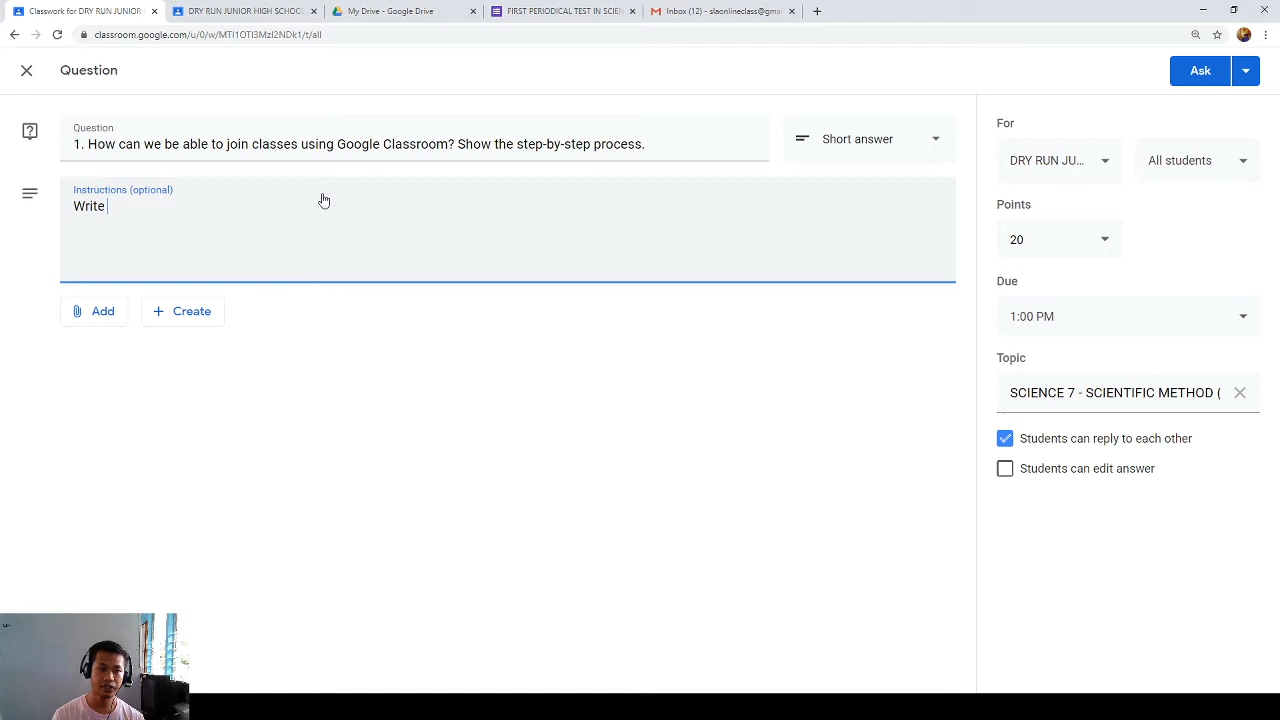 Classwork for DRY RUN JUNIOR
DRY RUN JUNIOR HIGH SCHOOL
My Drive - Google Drive
FIRST PERIODICAL TEST IN SCIEN
Inbox (12) - slaonlineclass@gma
classroom.google.com/u/0/w/MTI1OTI3MzI2NDk1/t/all
Question
Ask
Question
1. How can we be able to join classes using Google Classroom? Show the step-by-step process.
Short answer
Instructions (optional)
Write
Add
Create
For
DRY RUN JU...
All students
Points
20
Due
1:00 PM
Topic
SCIENCE 7 - SCIENTIFIC METHOD (
Students can reply to each other
Students can edit answer